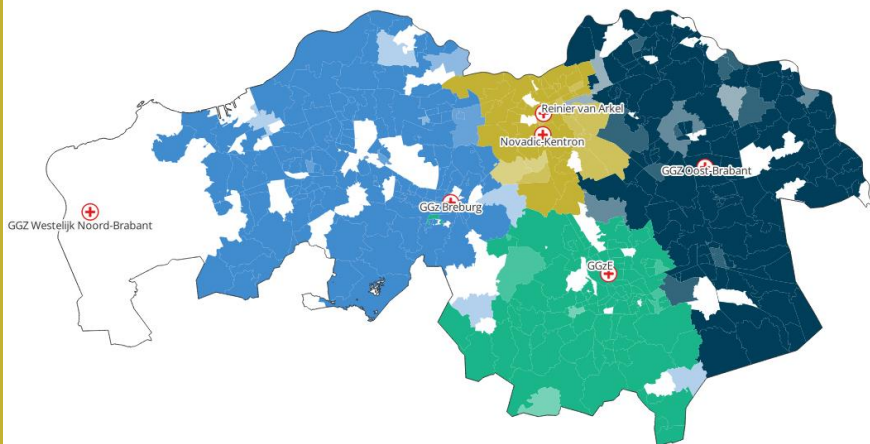 Reinier van Arkel
Novadic-Kentron
GGZ Oost-Brabant
GGz Breburg
GGZ Westelijk Noord-Brabant
GGzE